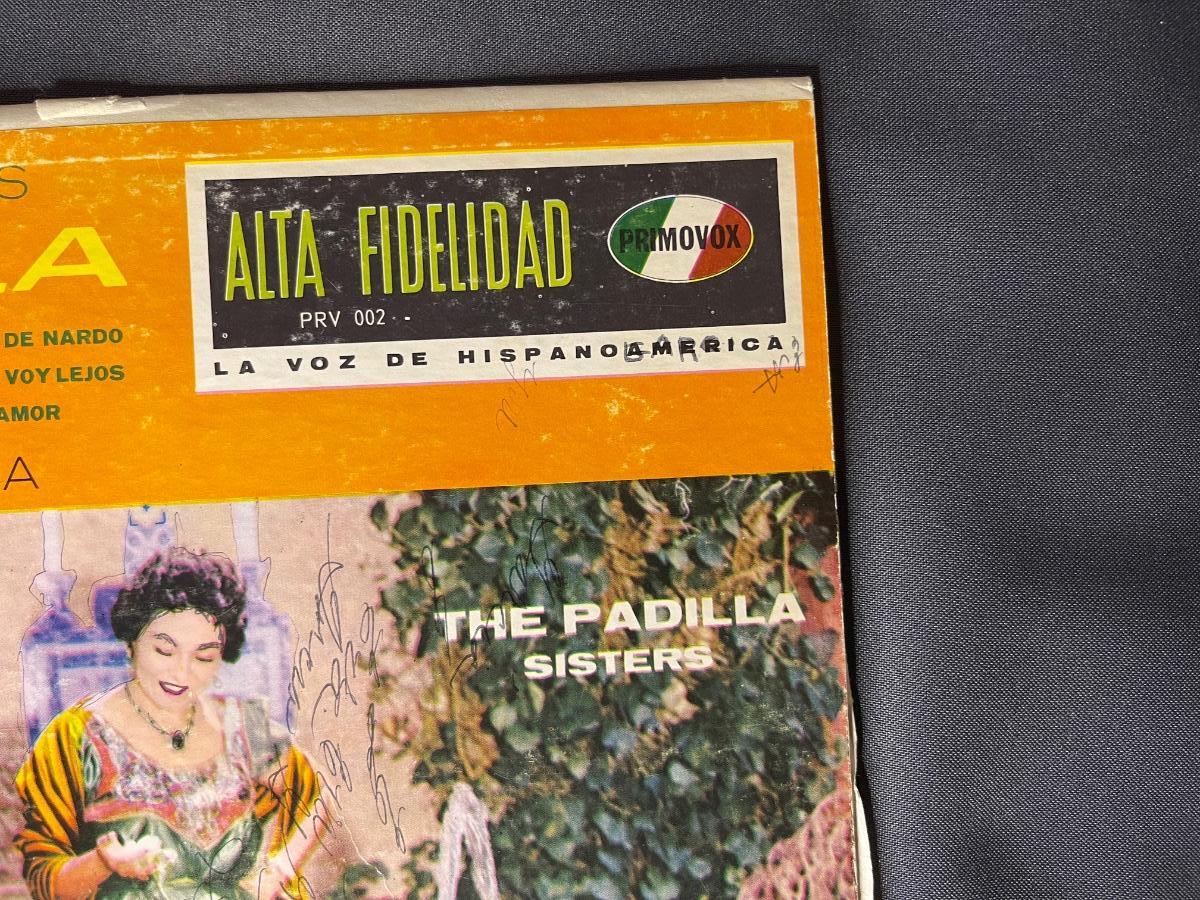 S
LA
DE NARDO
VOY LEJOS
AMOR
A
ALTA FIDELIDAD
PRIMOVOX
PRV 002 -
LA VOZ DE HISPANOAMERICA
THE PADILLA
SISTERS